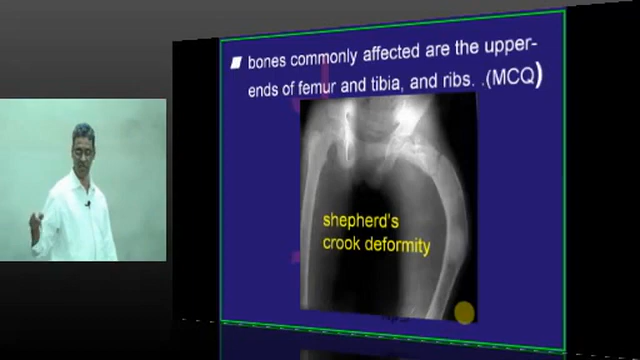 bones commonly affected are the upper-
ends of femur and tibia, and ribs. .(MCQ)
shepherd's
crook deformity